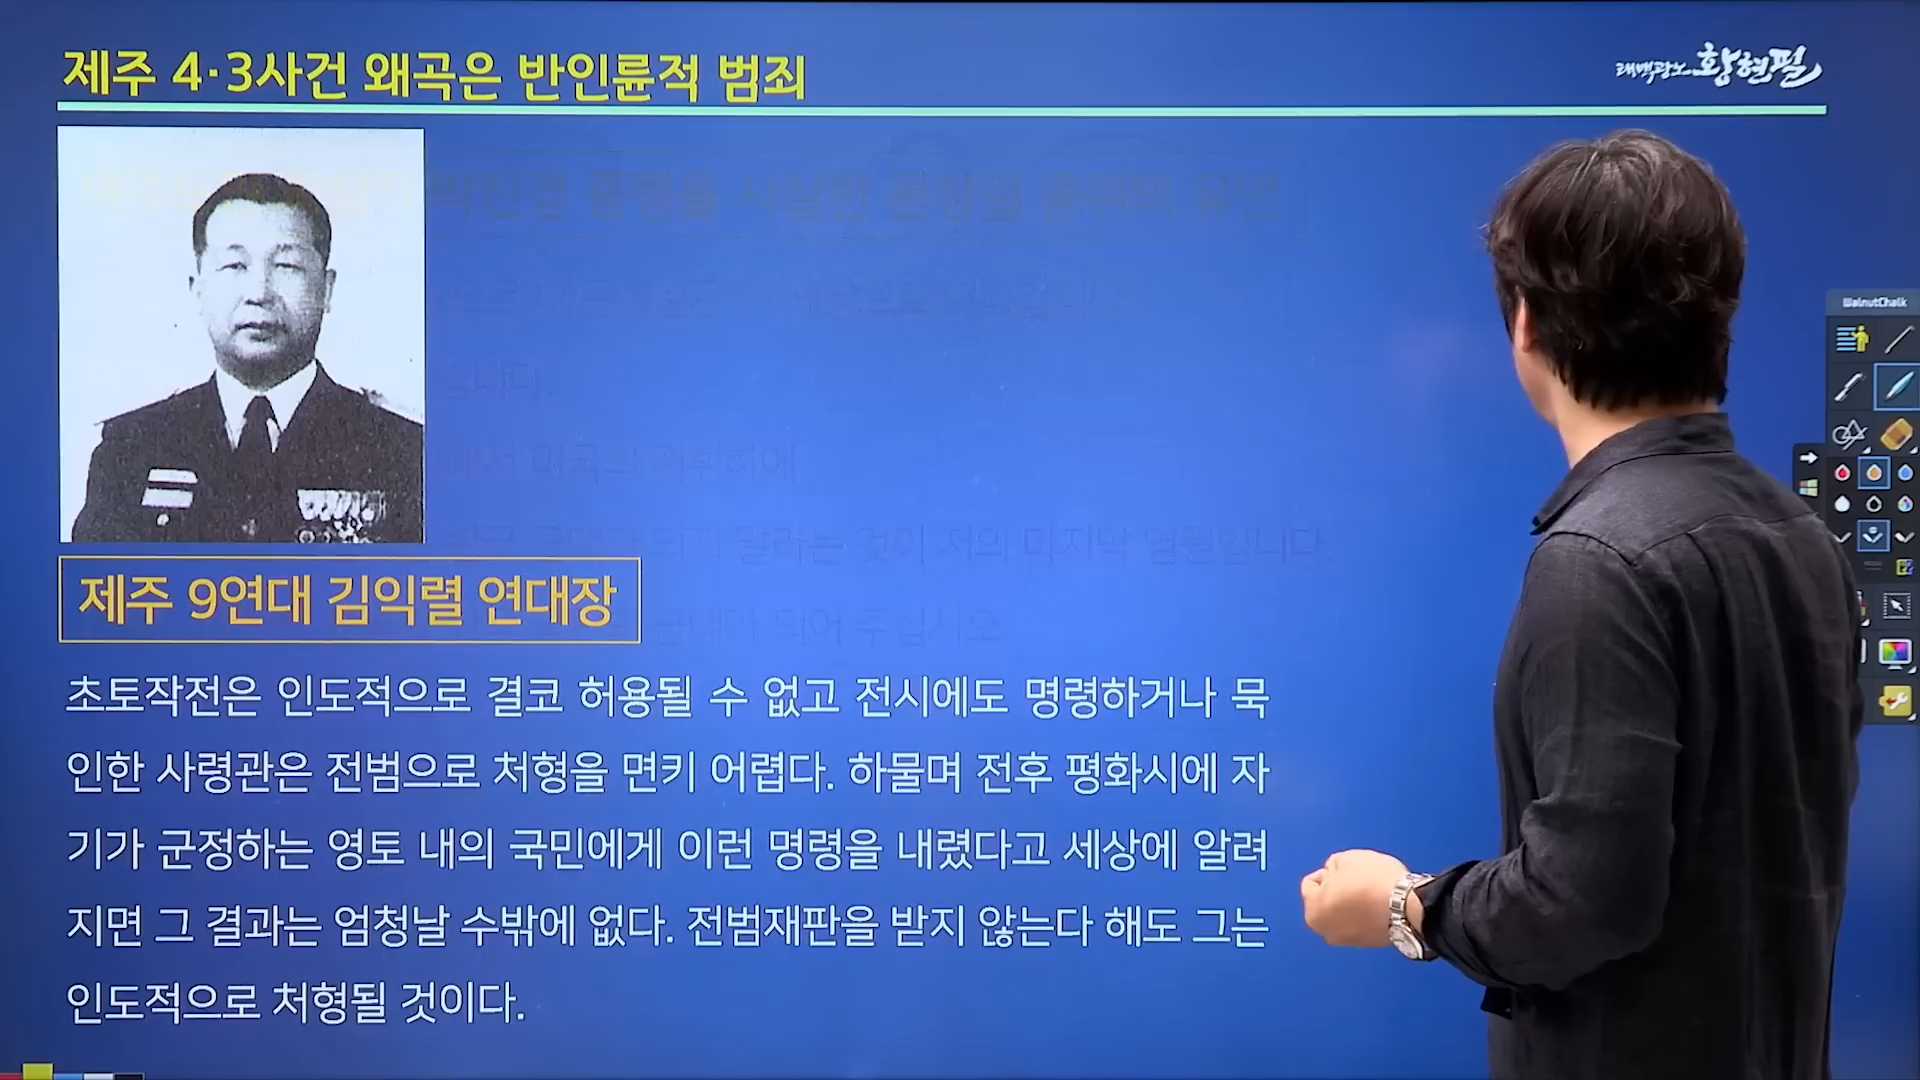 제주 4·3사건 왜곡은 반인륜적 범죄
태백광노 황현필
WalnutChalk
제주 9연대 김익렬 연대장
초토작전은 인도적으로 결코 허용될 수 없고 전시에도 명령하거나 묵
인한 사령관은 전범으로 처형을 면키 어렵다. 하물며 전후 평화시에 자
기가 군정하는 영토 내의 국민에게 이런 명령을 내렸다고 세상에 알려
지면 그 결과는 엄청날 수밖에 없다. 전범재판을 받지 않는다 해도 그는
인도적으로 처형될 것이다.